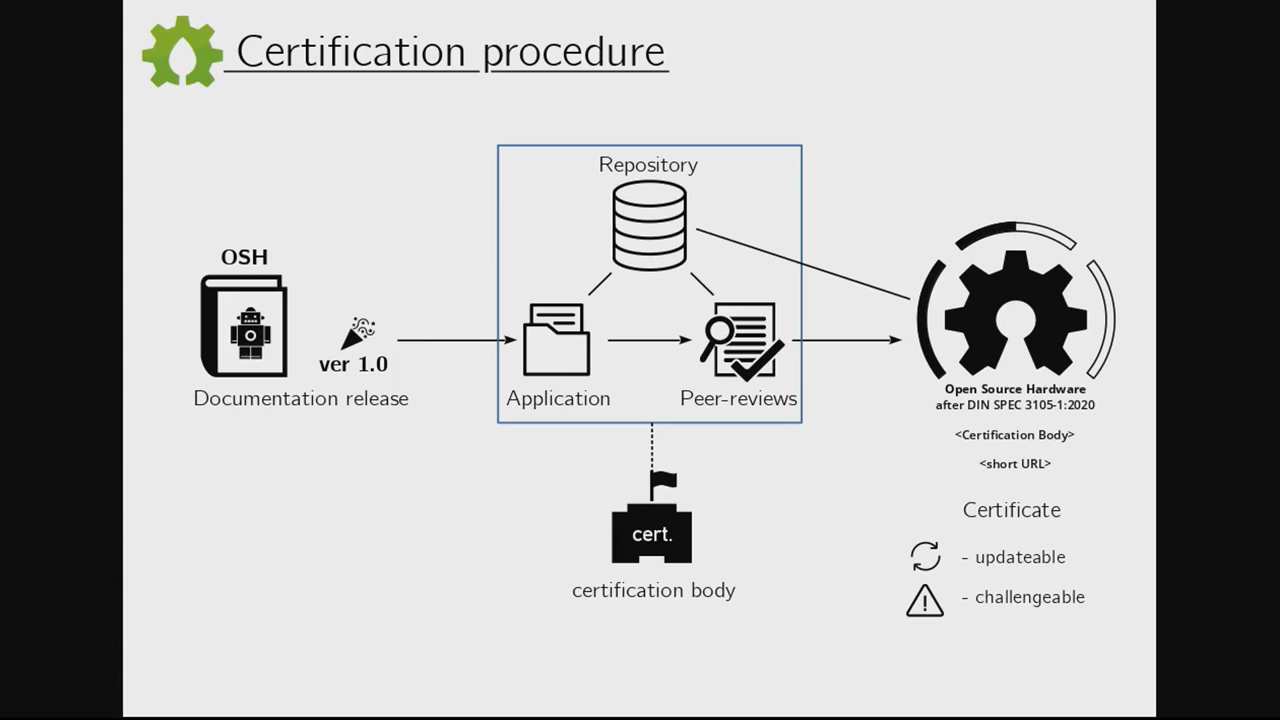 Certification procedure
Repository
OSH
ver 1.0
Documentation release
Application
Peer-reviews
Open Source Hardware
after DIN SPEC 3105-1:2020
<Certification Body>
<short URL>
Certificate
- updateable
- challengeable
cert.
certification body